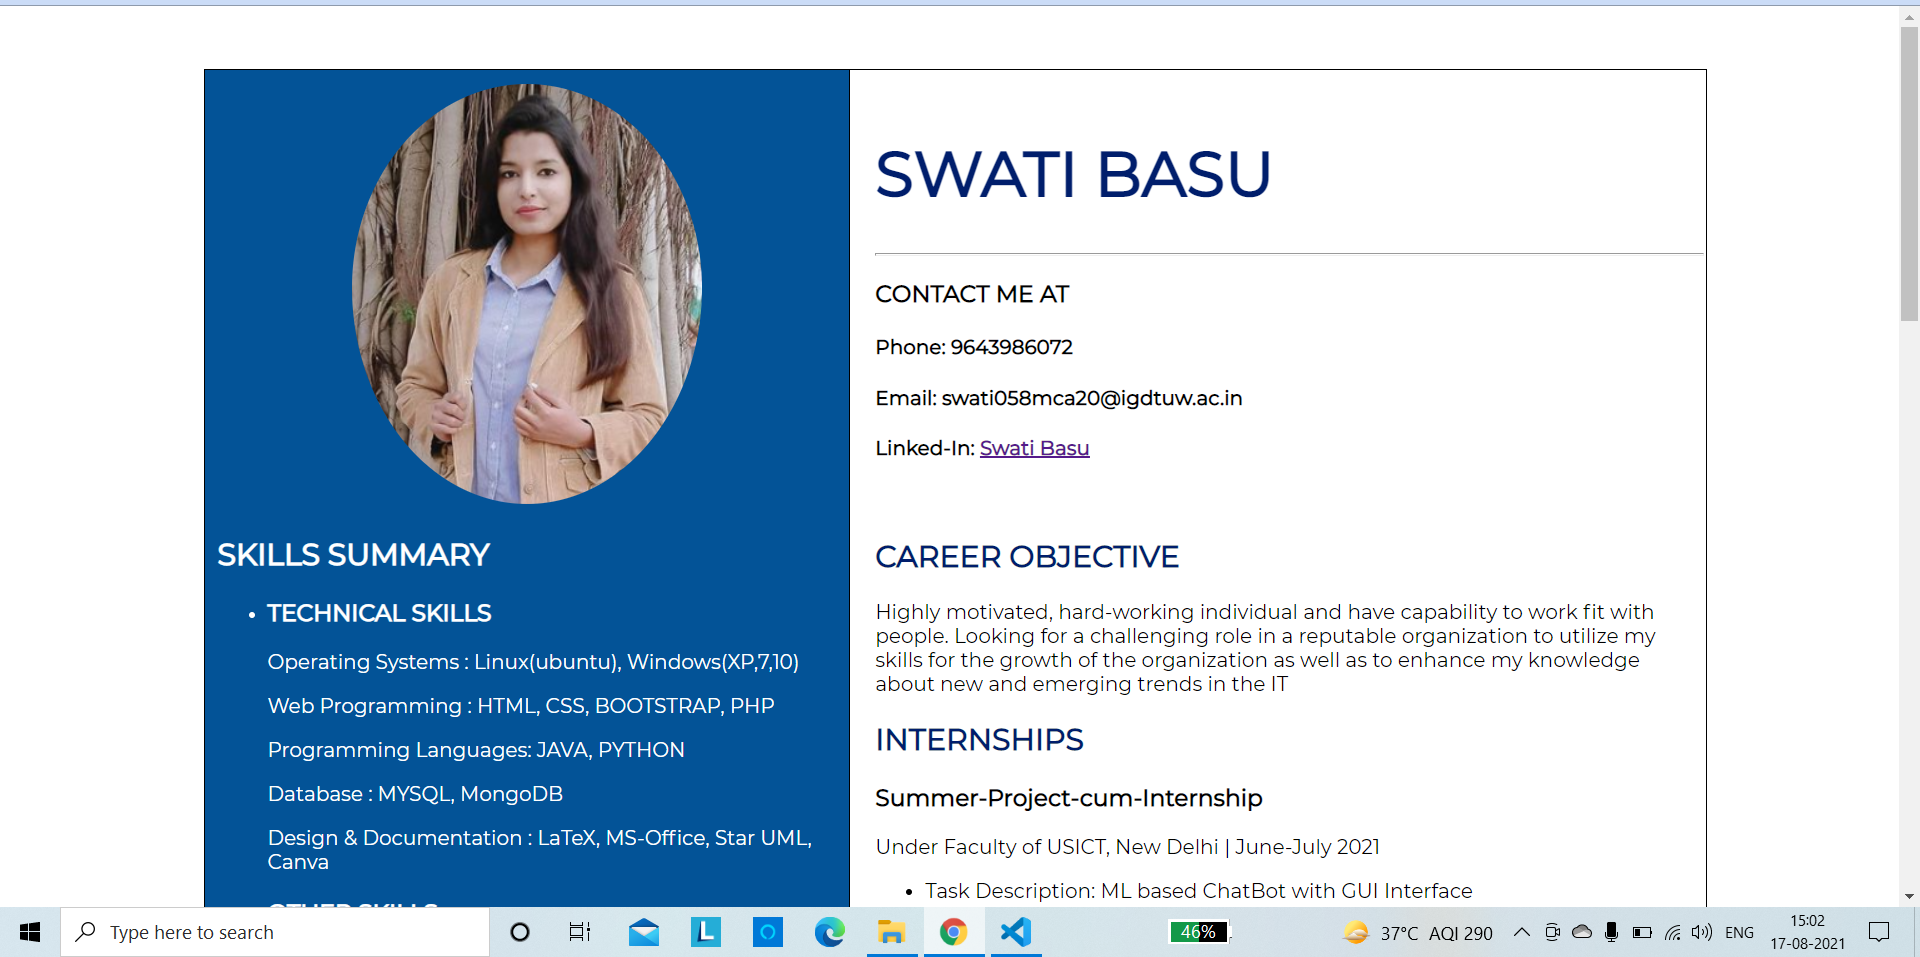 SWATI BASU
CONTACT ME AT
Phone: 9643986072
Email: swati058mca20@igdtuw.ac.in
Linked-In: Swati Basu
SKILLS SUMMARY
• TECHNICAL SKILLS
Operating Systems : Linux(ubuntu), Windows(XP,7,10)
Web Programming : HTML, CSS, BOOTSTRAP, PHP
Programming Languages: JAVA, PYTHON
Database : MYSQL, MongoDB
Design & Documentation : LaTeX, MS-Office, Star UML,
Canva
OTHER SKILLS
CAREER OBJECTIVE
Highly motivated, hard-working individual and have capability to work fit with
people. Looking for a challenging role in a reputable organization to utilize my
skills for the growth of the organization as well as to enhance my knowledge
about new and emerging trends in the IT
INTERNSHIPS
Summer-Project-cum-Internship
Under Faculty of USICT, New Delhi | June-July 2021
• Task Description: ML based ChatBot with GUI Interface
Type here to search
L
46%
37°C AQI 290
ENG
15:02
17-08-2021